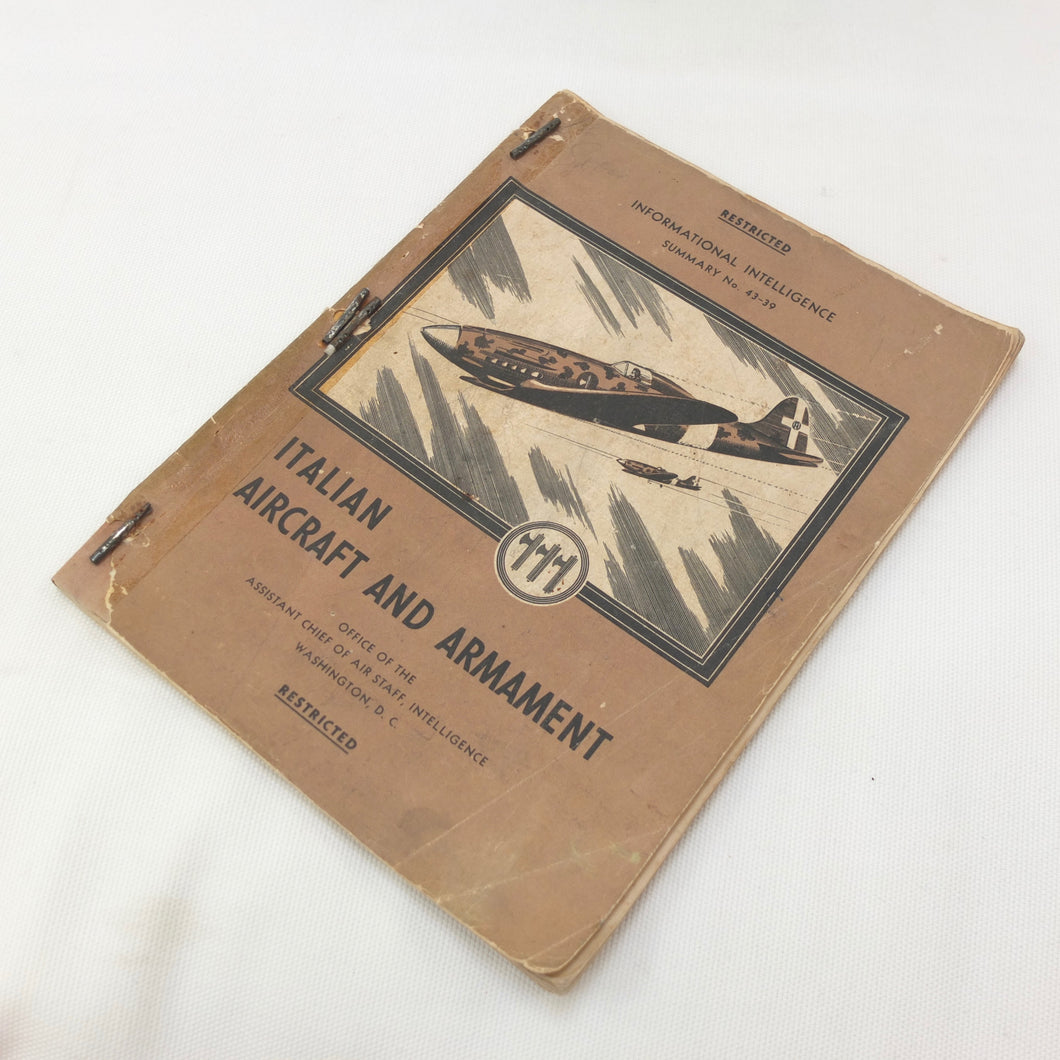 RESTRICTED
INFORMATIONAL INTELLIGENCE
SUMMARY No. 43-39
ITALIAN
AIRCRAFT AND ARMAMENT
OFFICE OF THE
ASSISTANT CHIEF OF AIR STAFF, INTELLIGENCE
WASHINGTON, D. C.
RESTRICTED